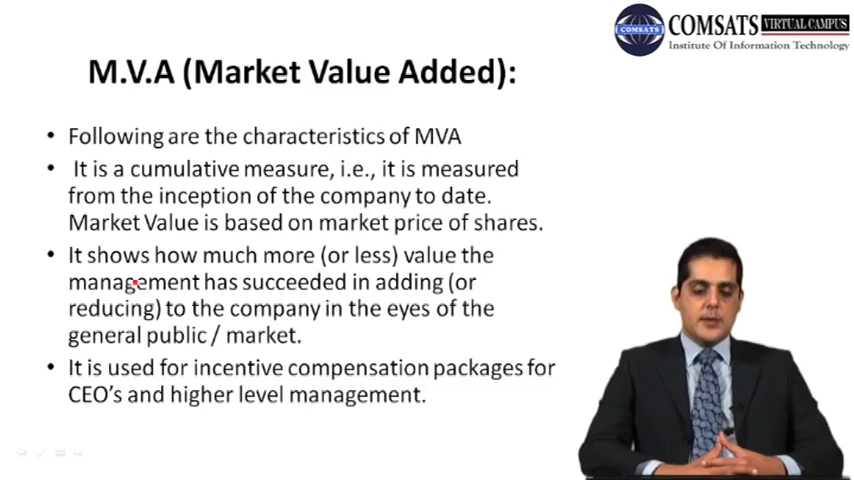 COMSATS VIRTUAL CAMPUS
Institute Of Information Technology
COMSATS
M.V.A (Market Value Added):
• Following are the characteristics of MVA
• It is a cumulative measure, i.e., it is measured
from the inception of the company to date.
Market Value is based on market price of shares.
• It shows how much more (or less) value the
management has succeeded in adding (or
reducing) to the company in the eyes of the
general public / market.
• It is used for incentive compensation packages for
CEO's and higher level management.